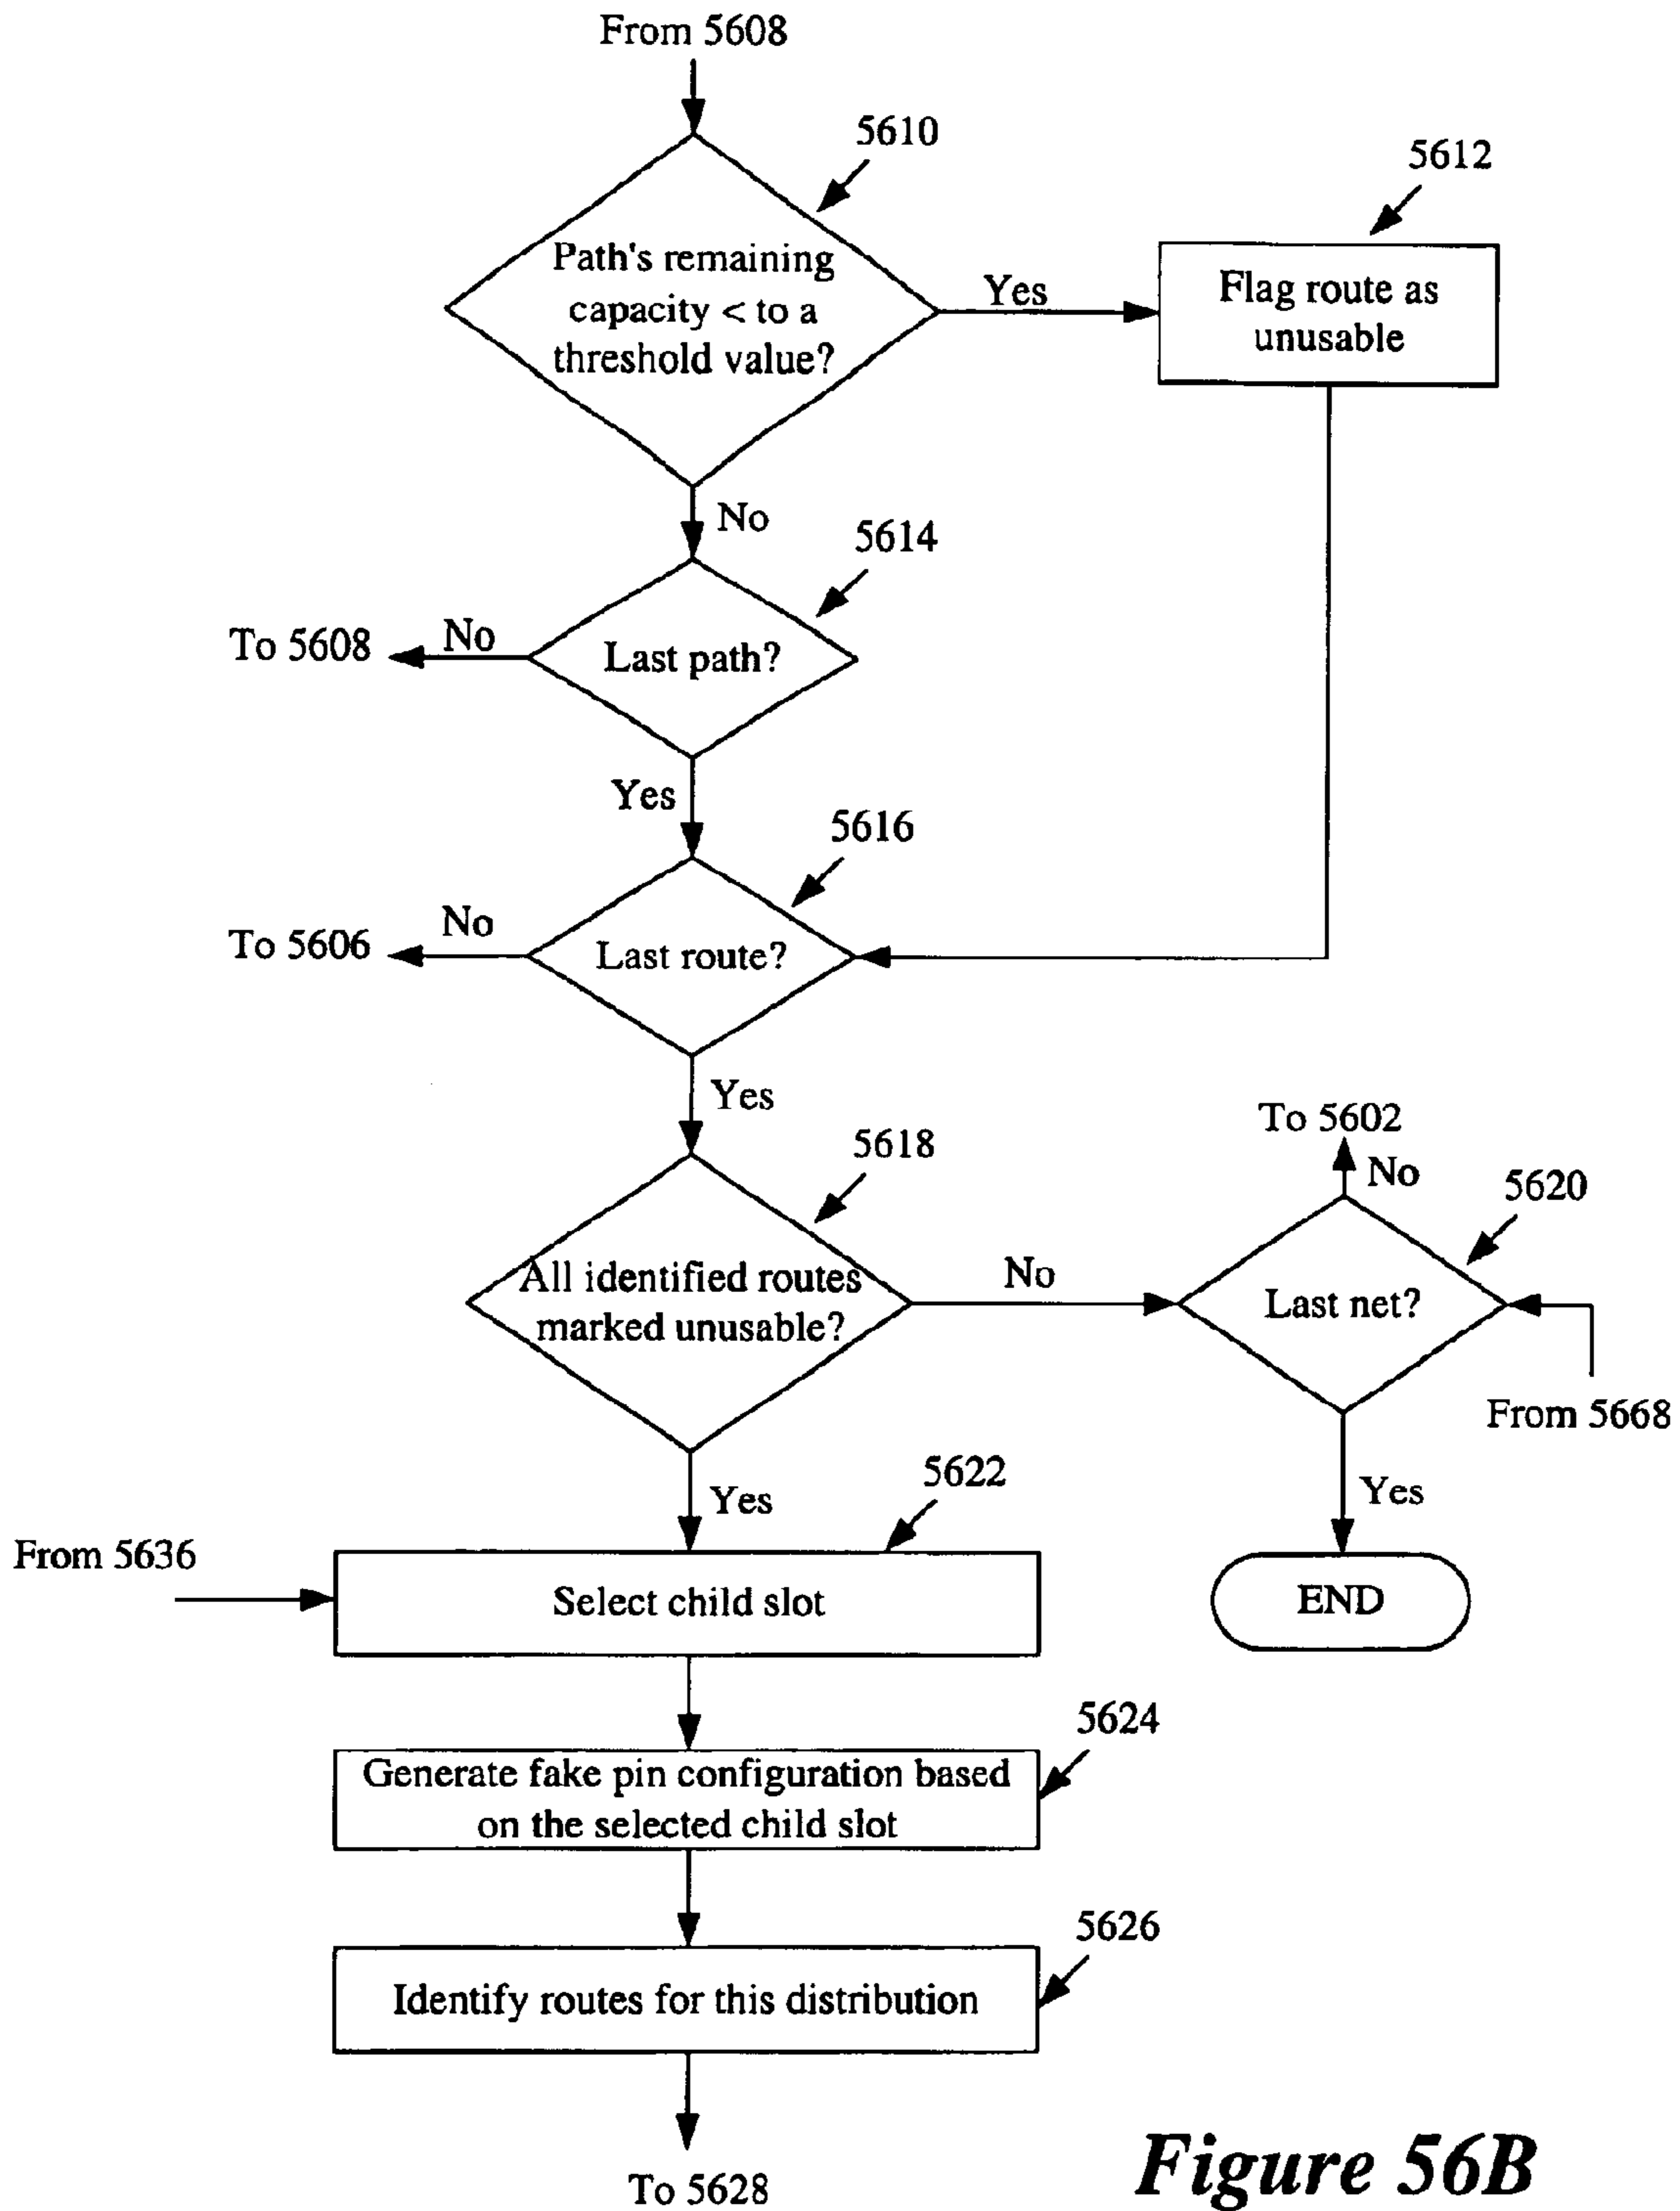 From 5608
5610
5612
Path's remaining
capacity < to a
threshold value?
Yes
Flag route as
unusable
No
5614
To 5608
No
Last path?
Yes
5616
To 5606
No
Last route?
Yes
5618
To 5602
No
5620
All identified routes
marked unusable?
No
Last net?
From 5668
Yes
5622
Yes
From 5636
Select child slot
END
5624
Generate fake pin configuration based
on the selected child slot
5626
Identify routes for this distribution
To 5628
Figure 56B